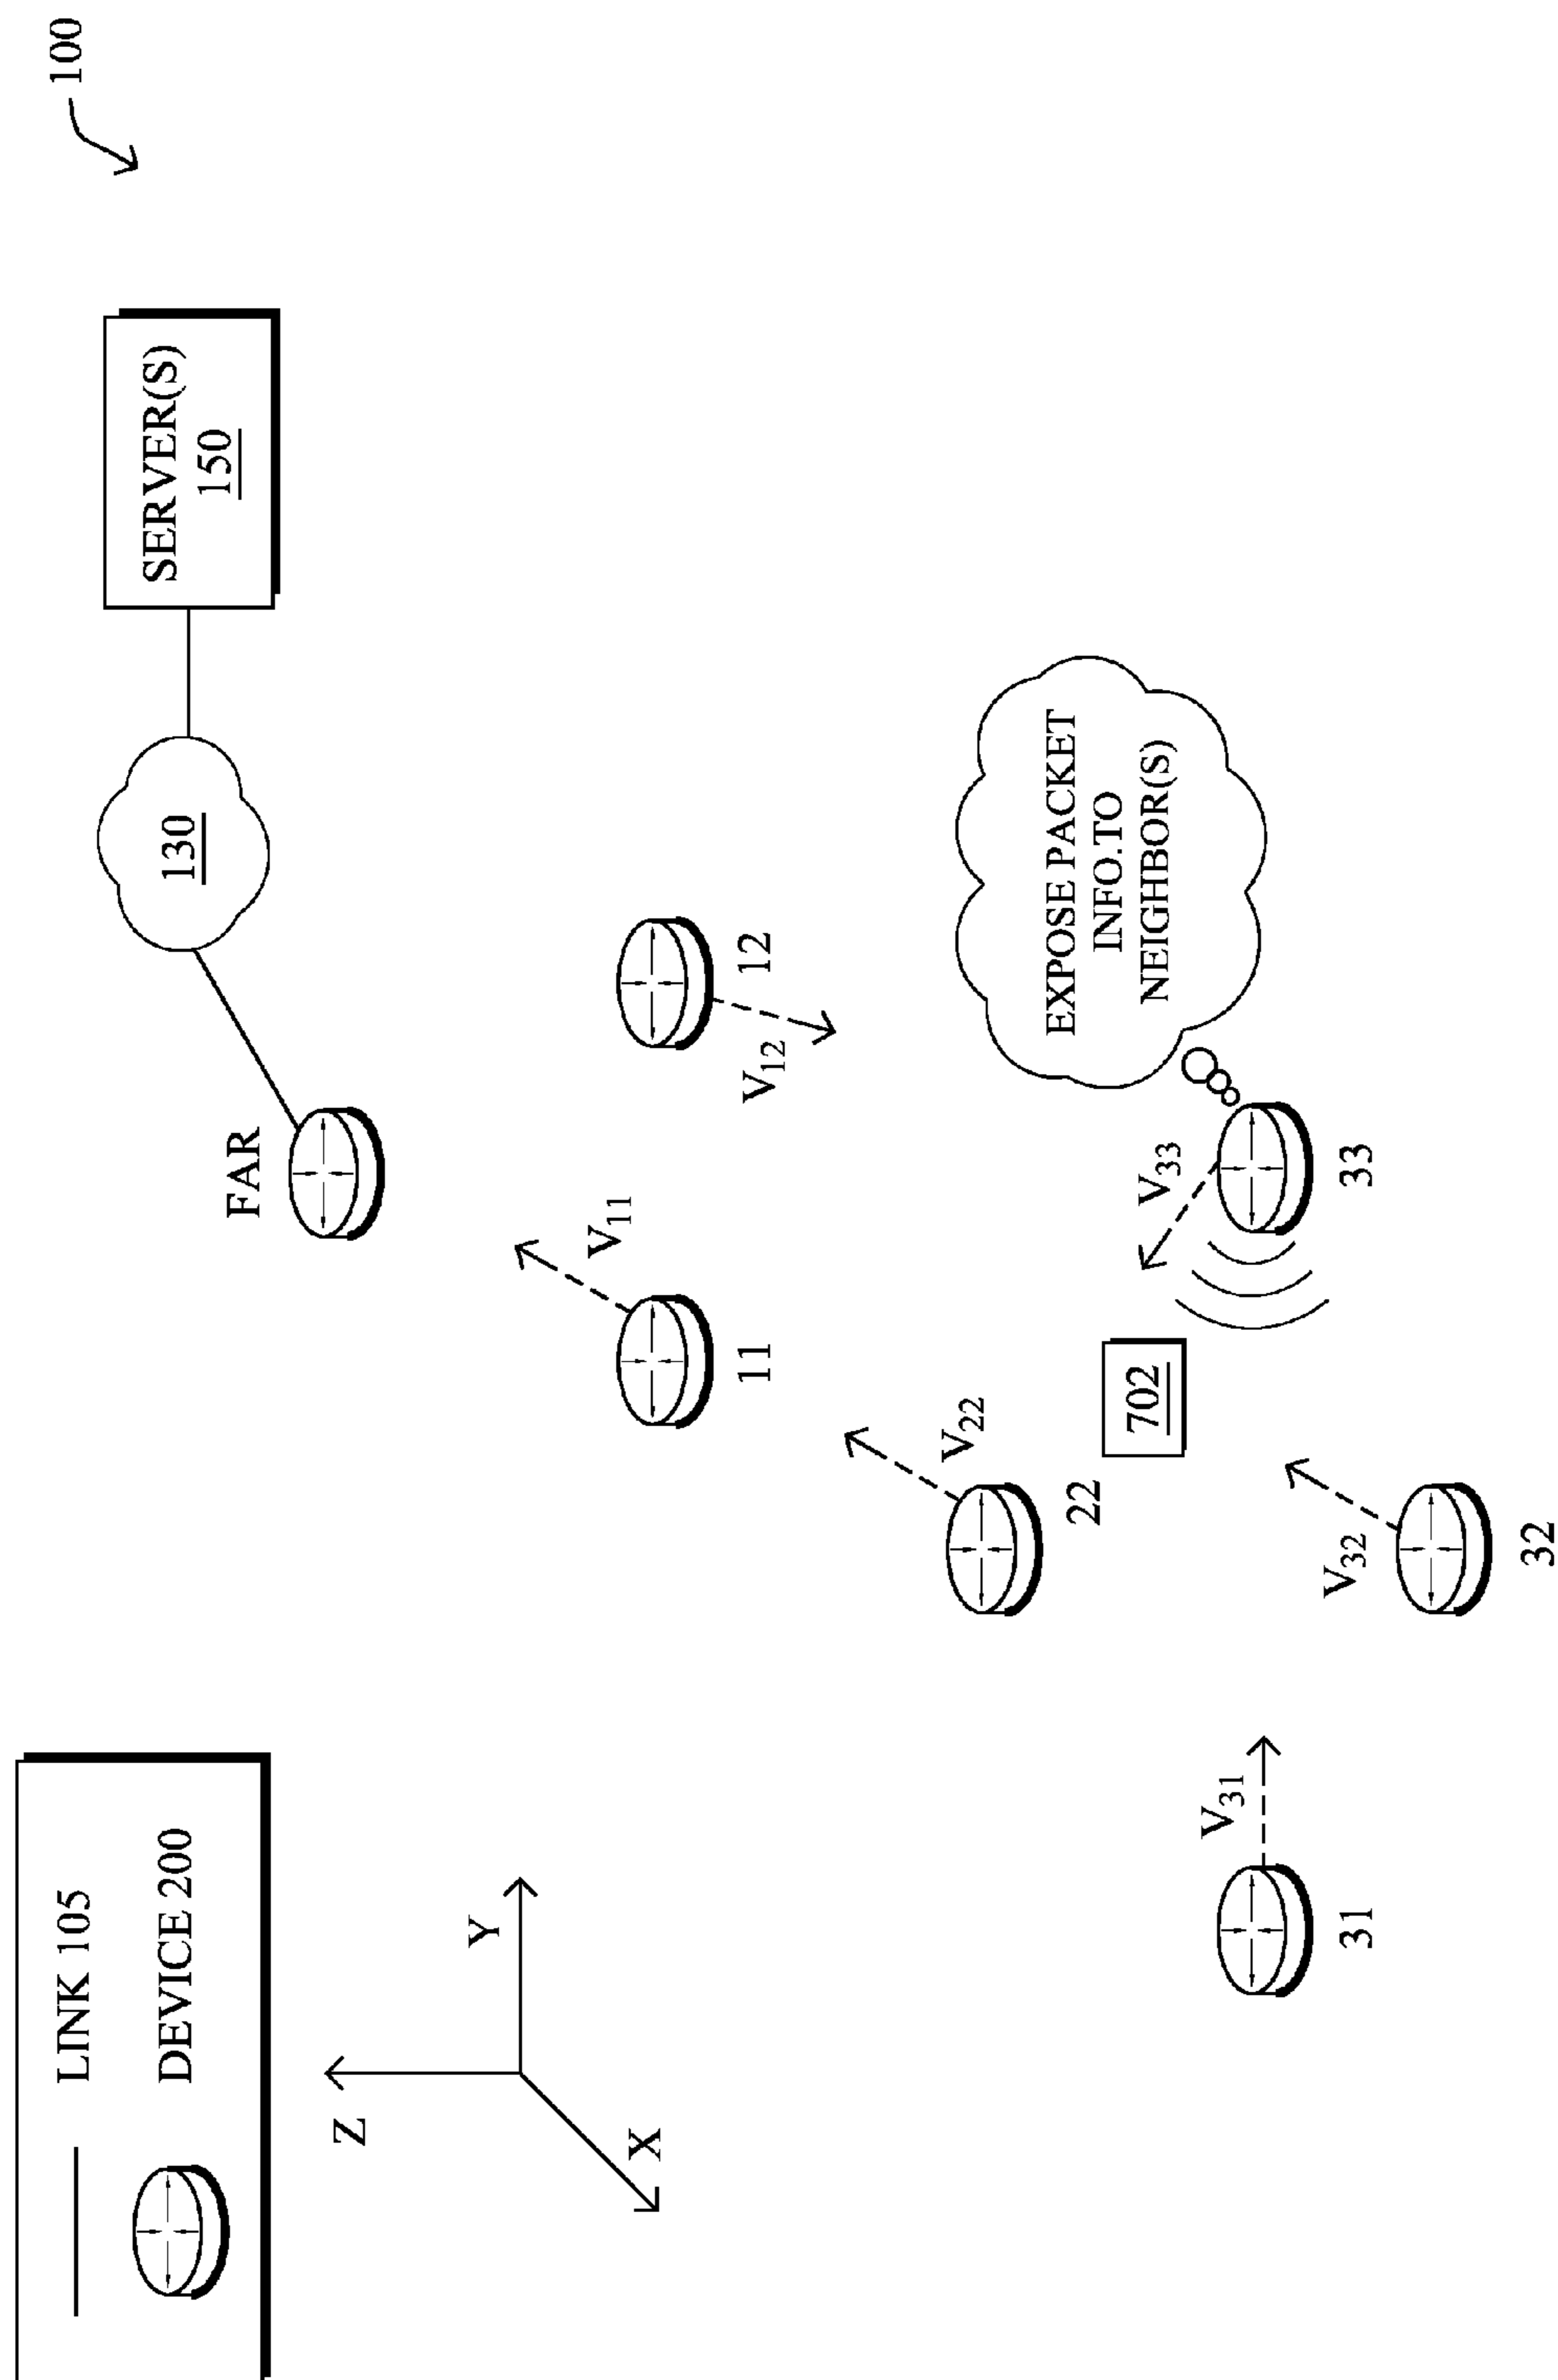 100
LINK 105
DEVICE 200
SERVER(S)
150
130
FAR
Z
Y
X
V11
11
12
V12
V22
22
702
V33
33
EXPOSE PACKET
INFO.TO
NEIGHBOR(S)
V31
31
V32
32